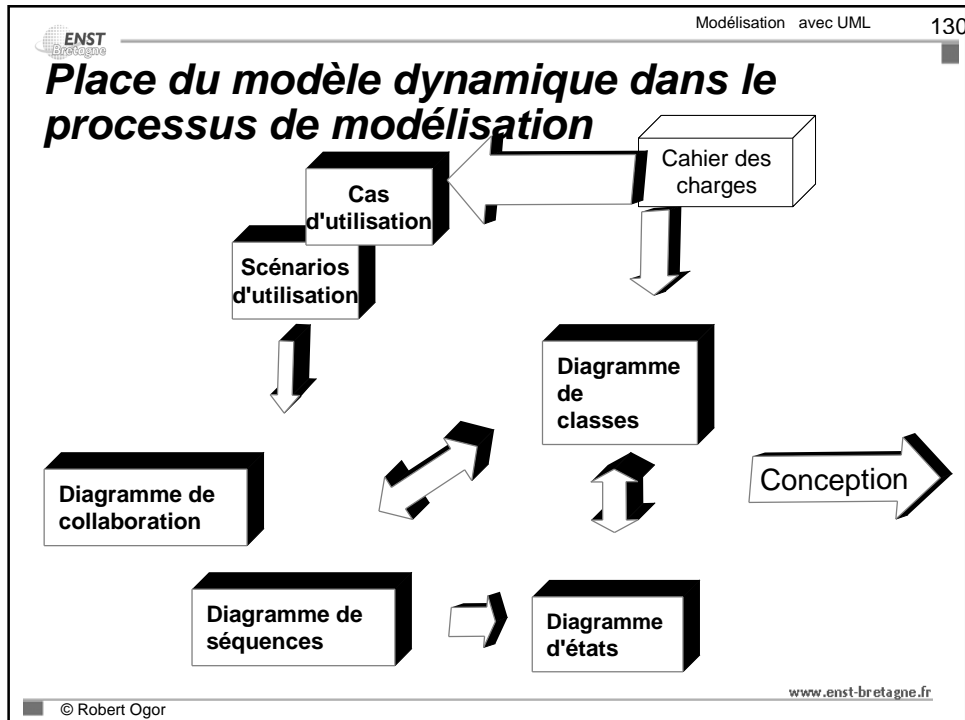 Modélisation avec UML 130
ENST
Bretagne
Place du modèle dynamique dans le
processus de modélisation
Cahier des
charges
Cas
d'utilisation
Scénarios
d'utilisation
Diagramme
de
classes
Conception
Diagramme de
collaboration
Diagramme de
séquences
Diagramme
d'états
www.enst-bretagne.fr
© Robert Ogor